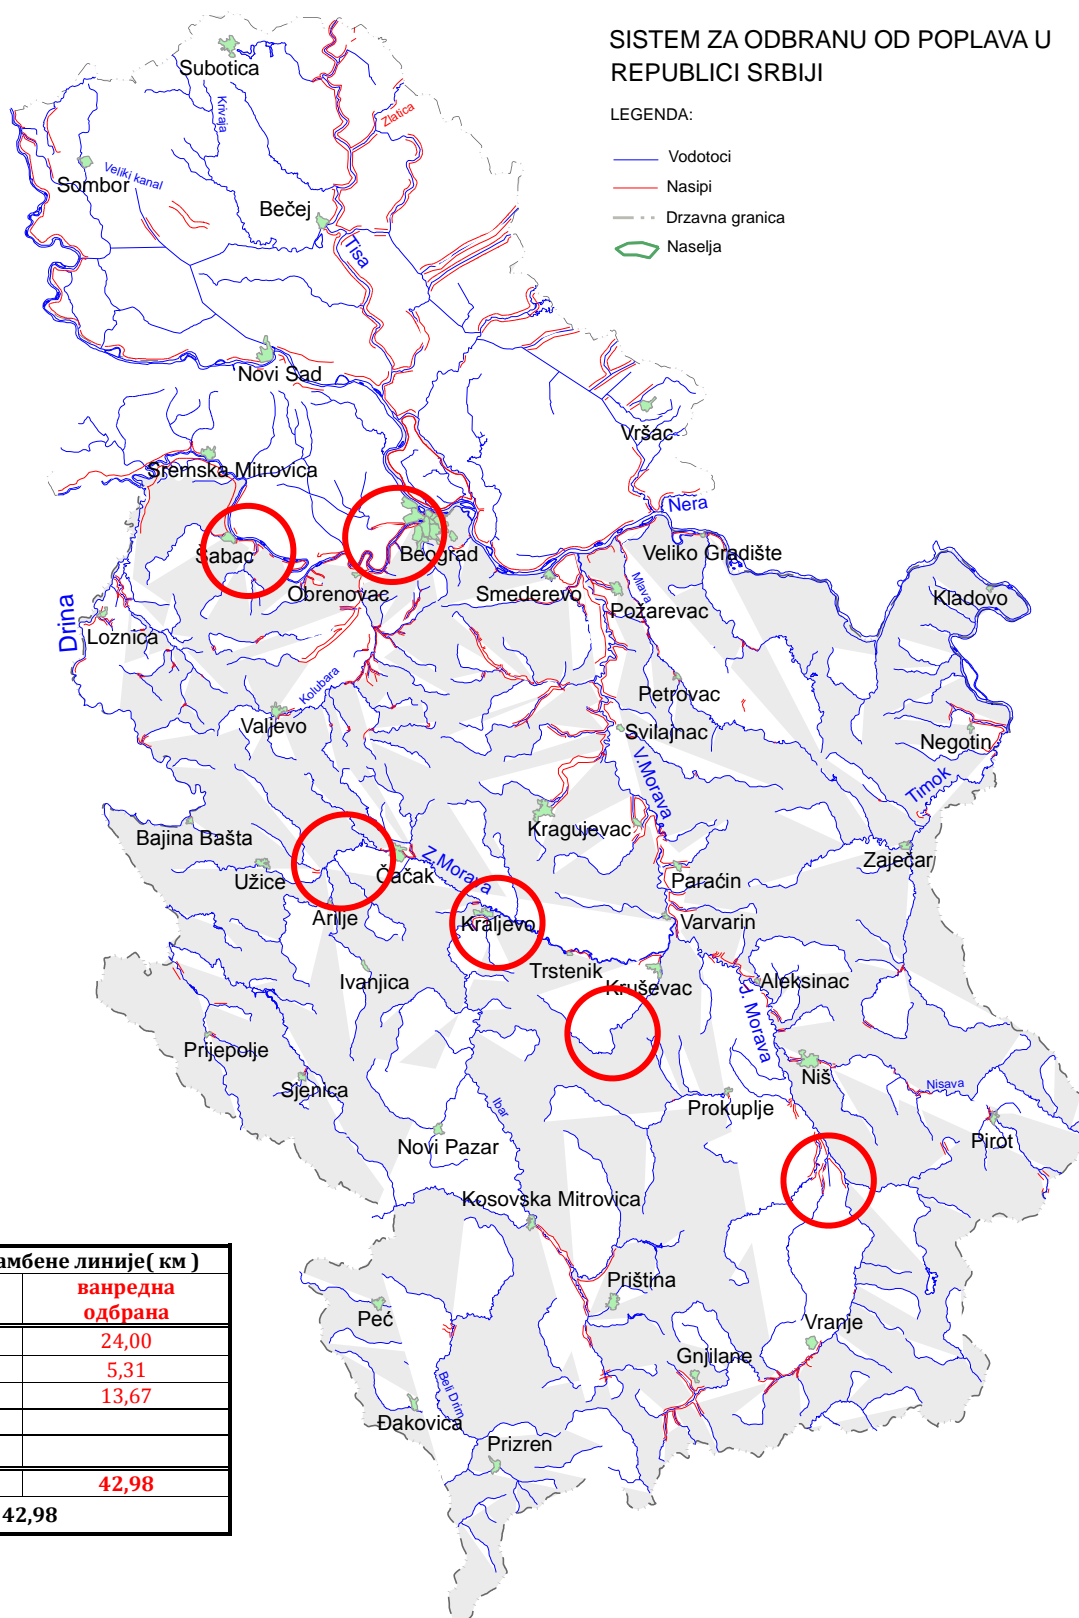 SISTEM ZA ODBRANU OD POPLAVA U
REPUBLICI SRBIJI
LEGENDA:
Vodotoci
Nasipi
Drzavna granica
Naselja
Subotica
Krivaja
Zlatica
Sombor
Veliki kanal
Bečej
Tisa
Novi Sad
Vršac
Sremska Mitrovica
Nera
Šabac
Beograd
Veliko Gradište
Obrenovac
Smederevo
Mlava
Požarevac
Kladovo
Drina
Loznica
Kolubara
Petrovac
Valjevo
Svilajnac
Negotin
V.Morava
Timok
Bajina Bašta
Kragujevac
Zaječar
Užice
Čačak
Z.Morava
Paraćin
Arilje
Kraljevo
Varvarin
Ivanjica
Trstenik
Kruševac
Aleksinac
J. Morava
Prijepolje
Sjenica
Niš
Nisava
Ibar
Prokuplje
Novi Pazar
Pirot
Kosovska Mitrovica
Priština
Peć
Vranje
Gnjilane
Beli Drim
Đakovica
Prizren
амбене линије( км )
ванредна
одбрана
24,00
5,31
13,67
42,98
42,98